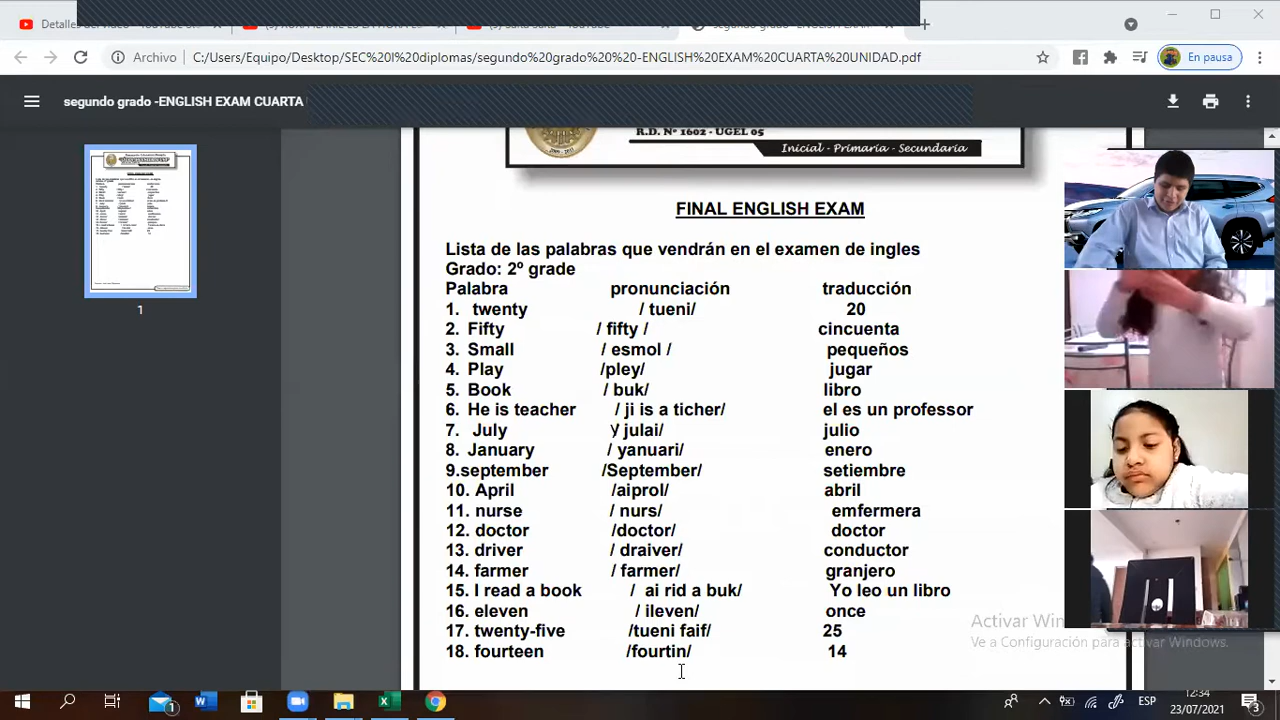 Archivo
C:/Users/Equipo/Desktop/SEC%20I%20diplomas/segundo%20grado%20%20-ENGLISH%20EXAM%20CUARTA%20UNIDAD.pdf
En pausa
segundo grado -ENGLISH EXAM CUARTA
R.D. Nº 1602 - UGEL 05
Inicial - Primaria - Secundaria
FINAL ENGLISH EXAM
Lista de las palabras que vendrán en el examen de ingles
Grado: 2º grade
Palabra pronunciación traducción
1. twenty / tueni/ 20
2. Fifty / fifty / cincuenta
3. Small / esmol / pequeños
4. Play /pley/ jugar
5. Book / buk/ libro
6. He is teacher / ji is a ticher/ el es un professor
7. July y julai/ julio
8. January / yanuari/ enero
9.september /September/ setiembre
10. April /aiprol/ abril
11. nurse / nurs/ emfermera
12. doctor /doctor/ doctor
13. driver / draiver/ conductor
14. farmer / farmer/ granjero
15. I read a book / ai rid a buk/ Yo leo un libro
16. eleven / ileven/ once
17. twenty-five /tueni faif/ 25
18. fourteen /fourtin/ 14
1
Activar Win
Ve a Configuración para activar Windows.
ESP
12:34
23/07/2021